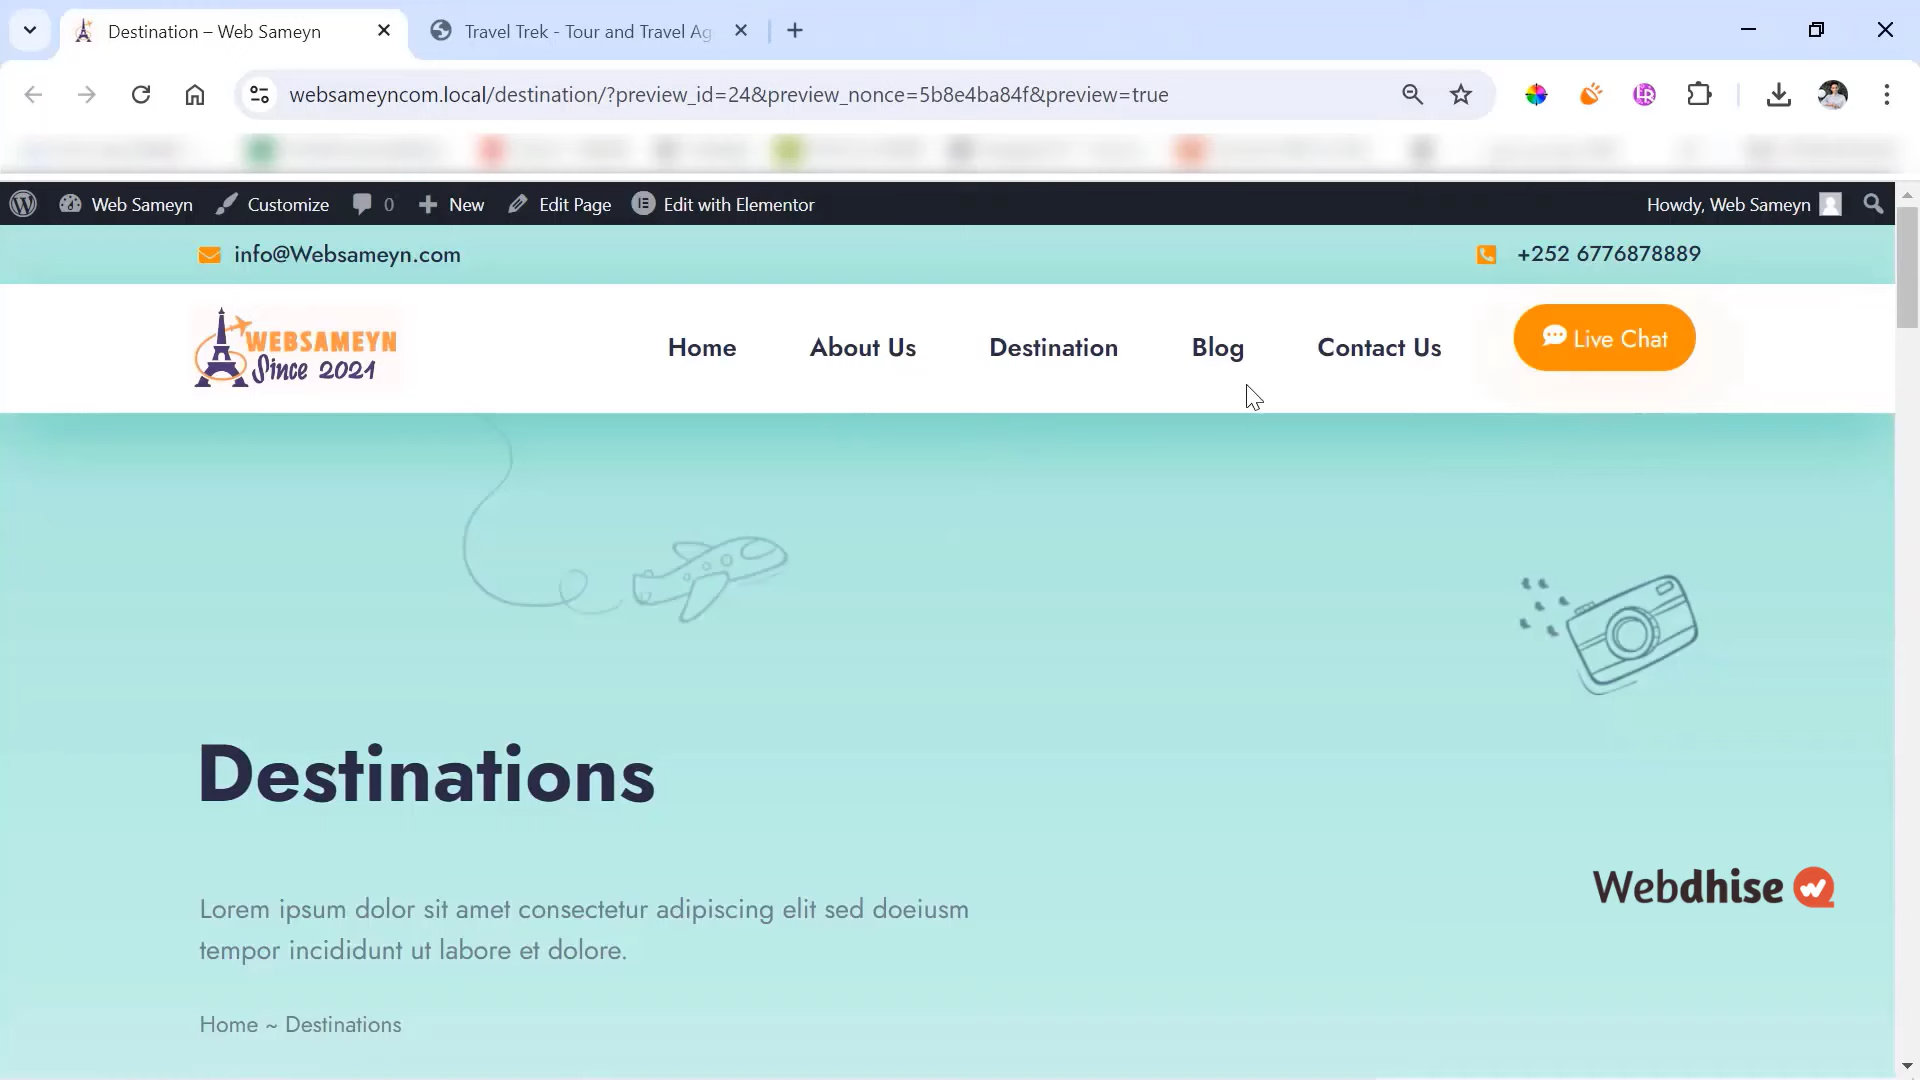 Destination – Web Sameyn
Travel Trek - Tour and Travel Ag
websameyncom.local/destination/?preview_id=24&preview_nonce=5b8e4ba84f&preview=true
Web Sameyn
Customize
0
New
Edit Page
Edit with Elementor
Howdy, Web Sameyn
info@Websameyn.com
+252 6776878889
WEBSAMEYN
Since 2021
Home
About Us
Destination
Blog
Contact Us
Live Chat
Destinations
Lorem ipsum dolor sit amet consectetur adipiscing elit sed doeiusm
tempor incididunt ut labore et dolore.
Webdhise
Home ~ Destinations